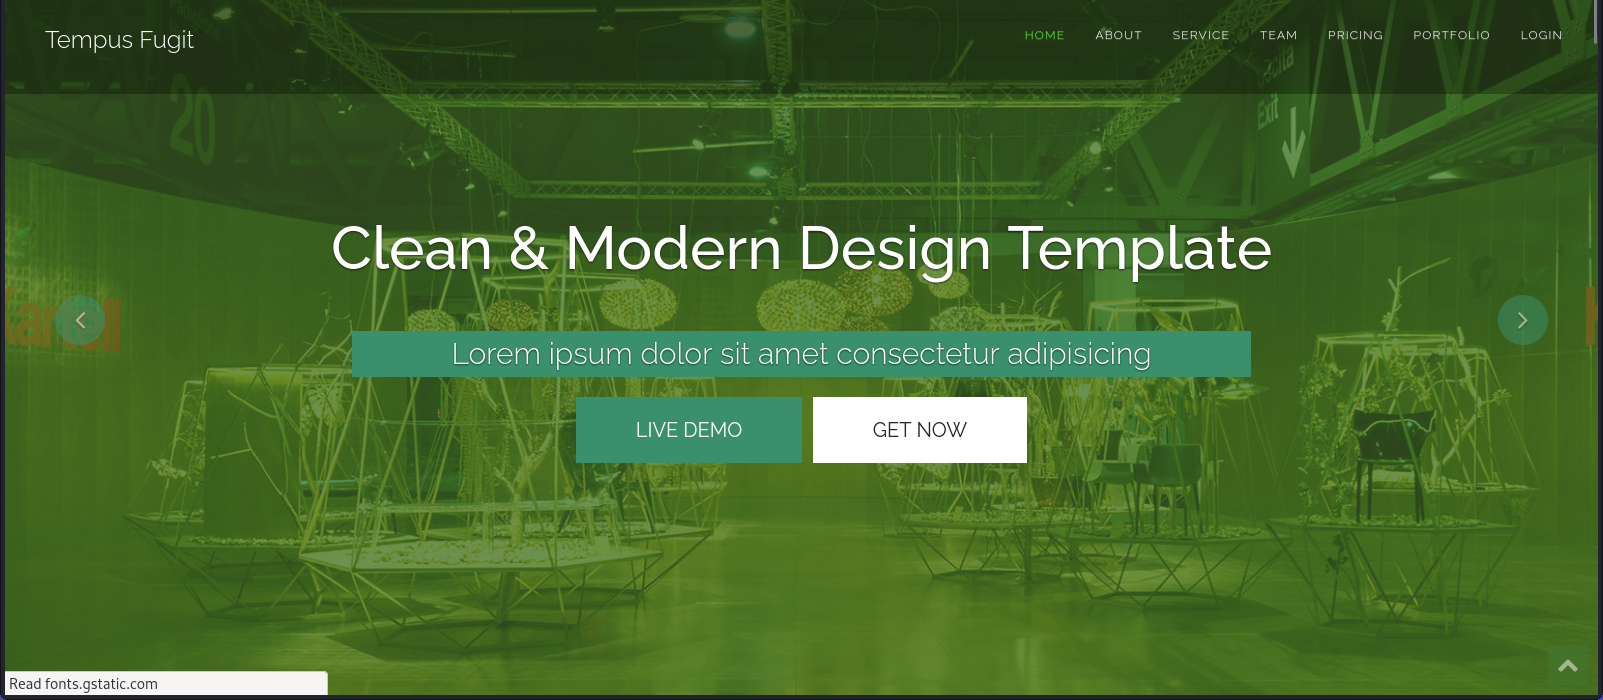 Tempus Fugit
HOME ABOUT SERVICE TEAM PRICING PORTFOLIO LOGIN
20
Exit
Clean & Modern Design Template
Lorem ipsum dolor sit amet consectetur adipisicing
LIVE DEMO GET NOW
Read fonts.gstatic.com